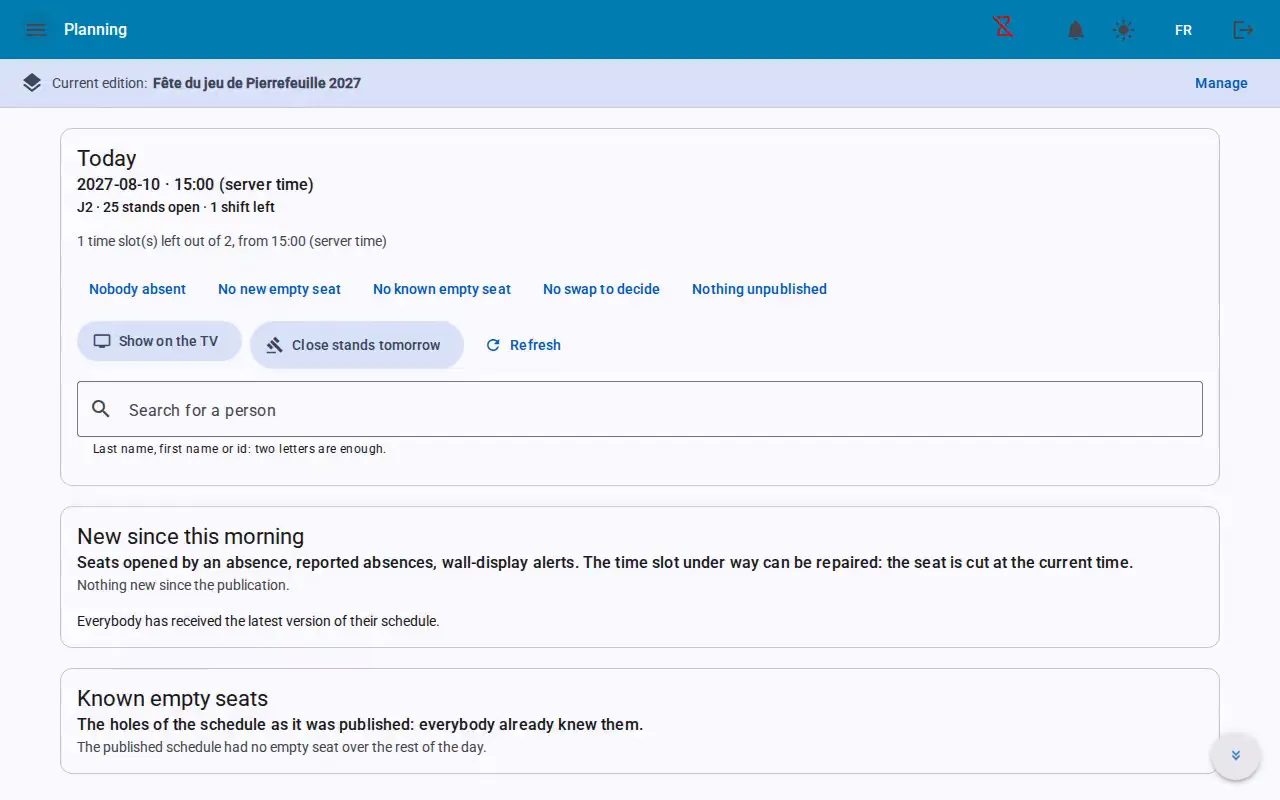 Planning
FR
Current edition: Fête du jeu de Pierrefeuille 2027
Manage
Today
2027-08-10 · 15:00 (server time)
J2 · 25 stands open · 1 shift left
1 time slot(s) left out of 2, from 15:00 (server time)
Nobody absent
No new empty seat
No known empty seat
No swap to decide
Nothing unpublished
Show on the TV
Close stands tomorrow
Refresh
Search for a person
Last name, first name or id: two letters are enough.
New since this morning
Seats opened by an absence, reported absences, wall-display alerts. The time slot under way can be repaired: the seat is cut at the current time.
Nothing new since the publication.
Everybody has received the latest version of their schedule.
Known empty seats
The holes of the schedule as it was published: everybody already knew them.
The published schedule had no empty seat over the rest of the day.